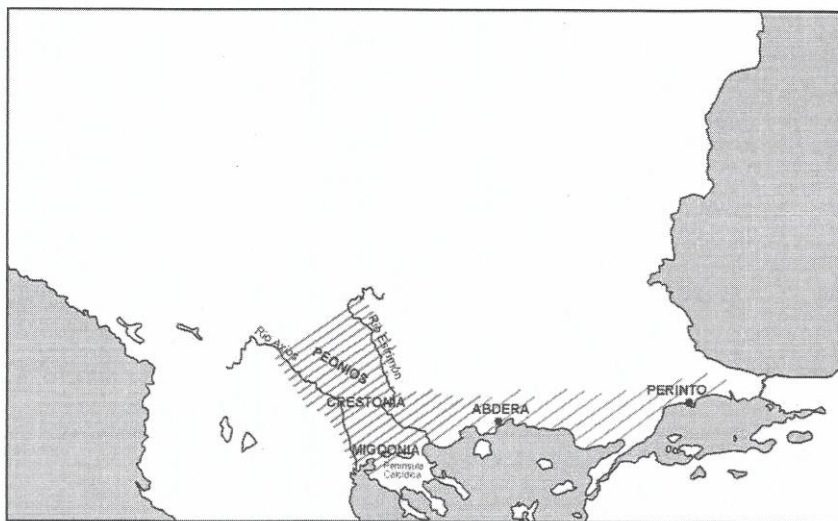 Río Axios
Río Estrimón
PEONIOS
CRESTONIA
ABDERA
PERINTO
MIGDONIA
Península
Calcídica